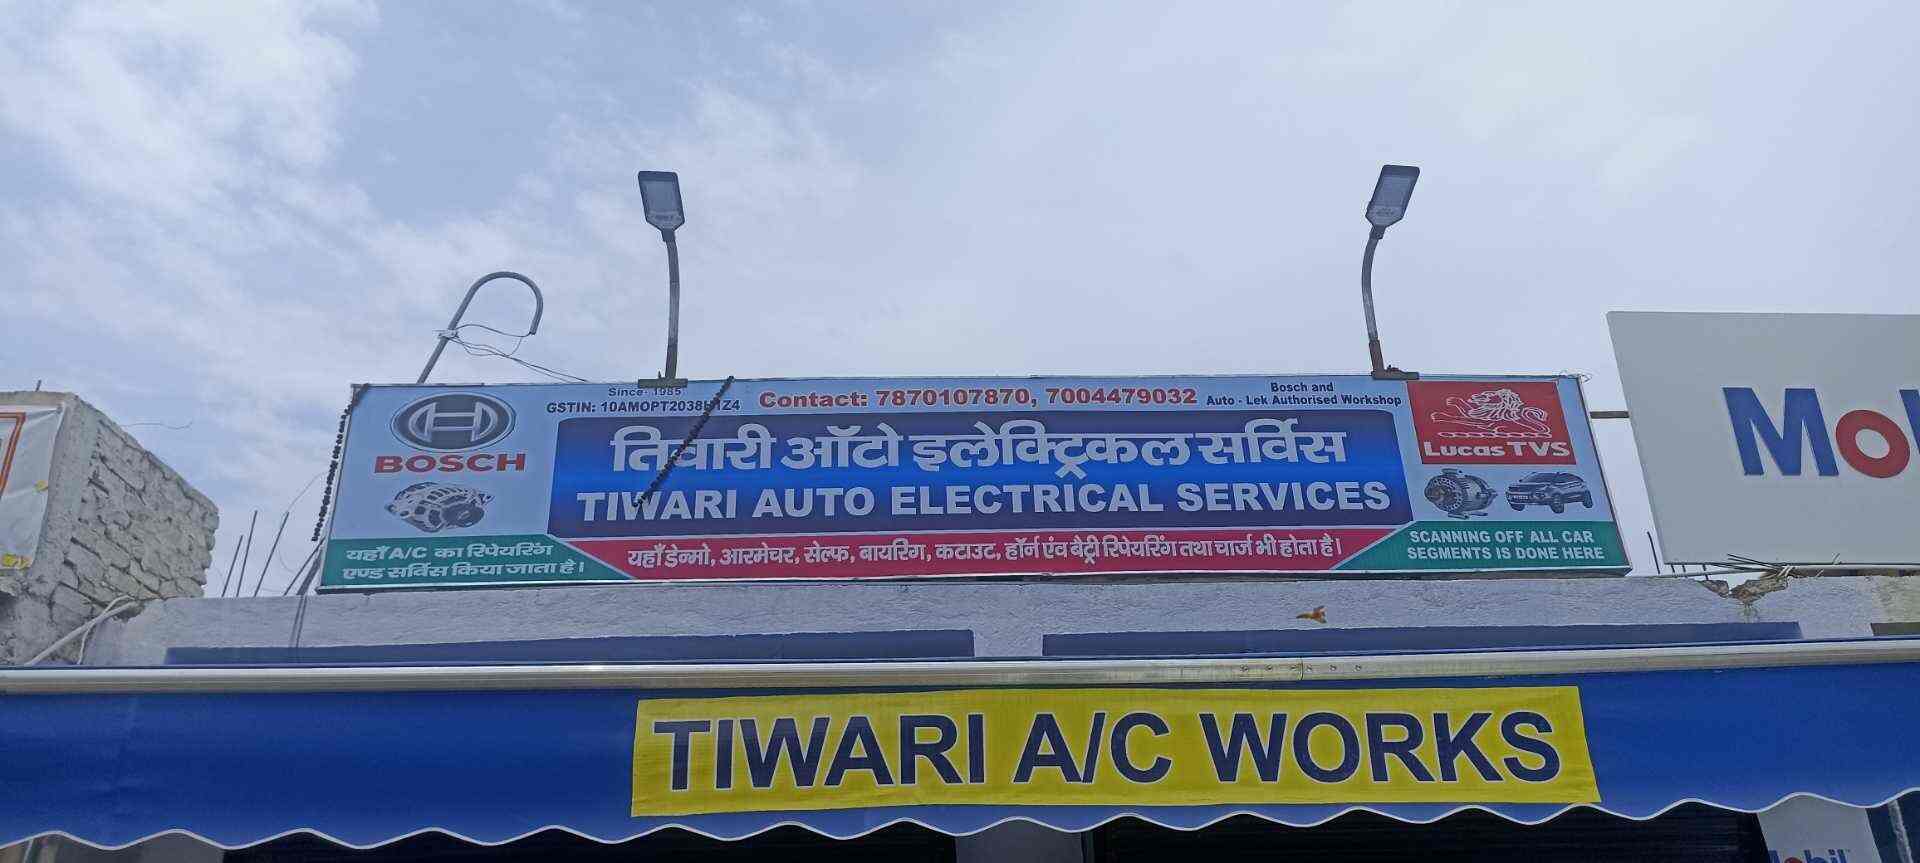 Since- 1985
GSTIN: 10AMOPT2038H1Z4
Contact: 7870107870, 7004479032
Bosch and
Auto - Lek Authorised Workshop
BOSCH
तिवारी ऑटो इलेक्ट्रिकल सर्विस
TIWARI AUTO ELECTRICAL SERVICES
Lucas TVS
यहाँ A/C का रिपेयरिंग
एण्ड सर्विस किया जाता है।
यहाँ डेन्मो, आरमेचर, सेल्फ, वायरिग, कटाउट, हॉर्न एंव बैट्री रिपेयरिंग तथा चार्ज भी होता है।
SCANNING OFF ALL CAR
SEGMENTS IS DONE HERE
TIWARI A/C WORKS